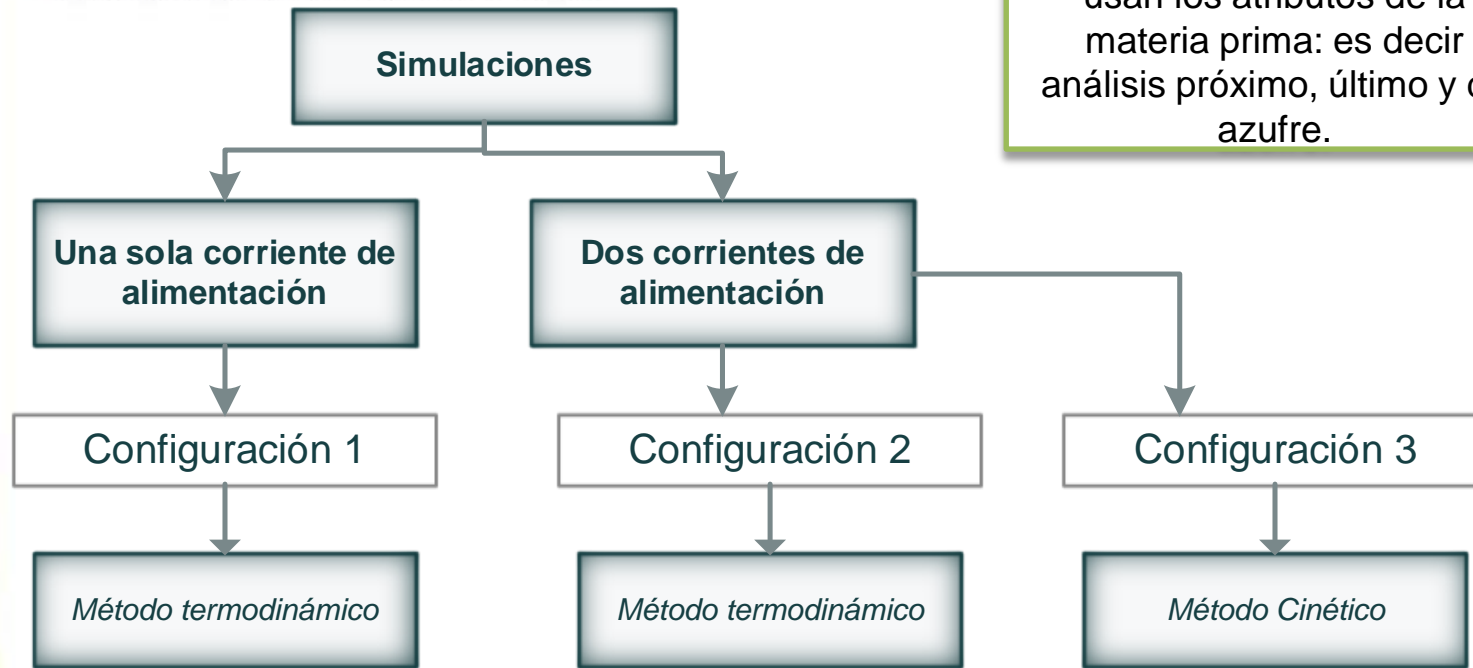 usan los atributos de la
materia prima: es decir
análisis próximo, último y
azufre.
Simulaciones
Una sola corriente de
alimentación
Dos corrientes de
alimentación
Configuración 1
Configuración 2
Configuración 3
Método termodinámico
Método termodinámico
Método Cinético